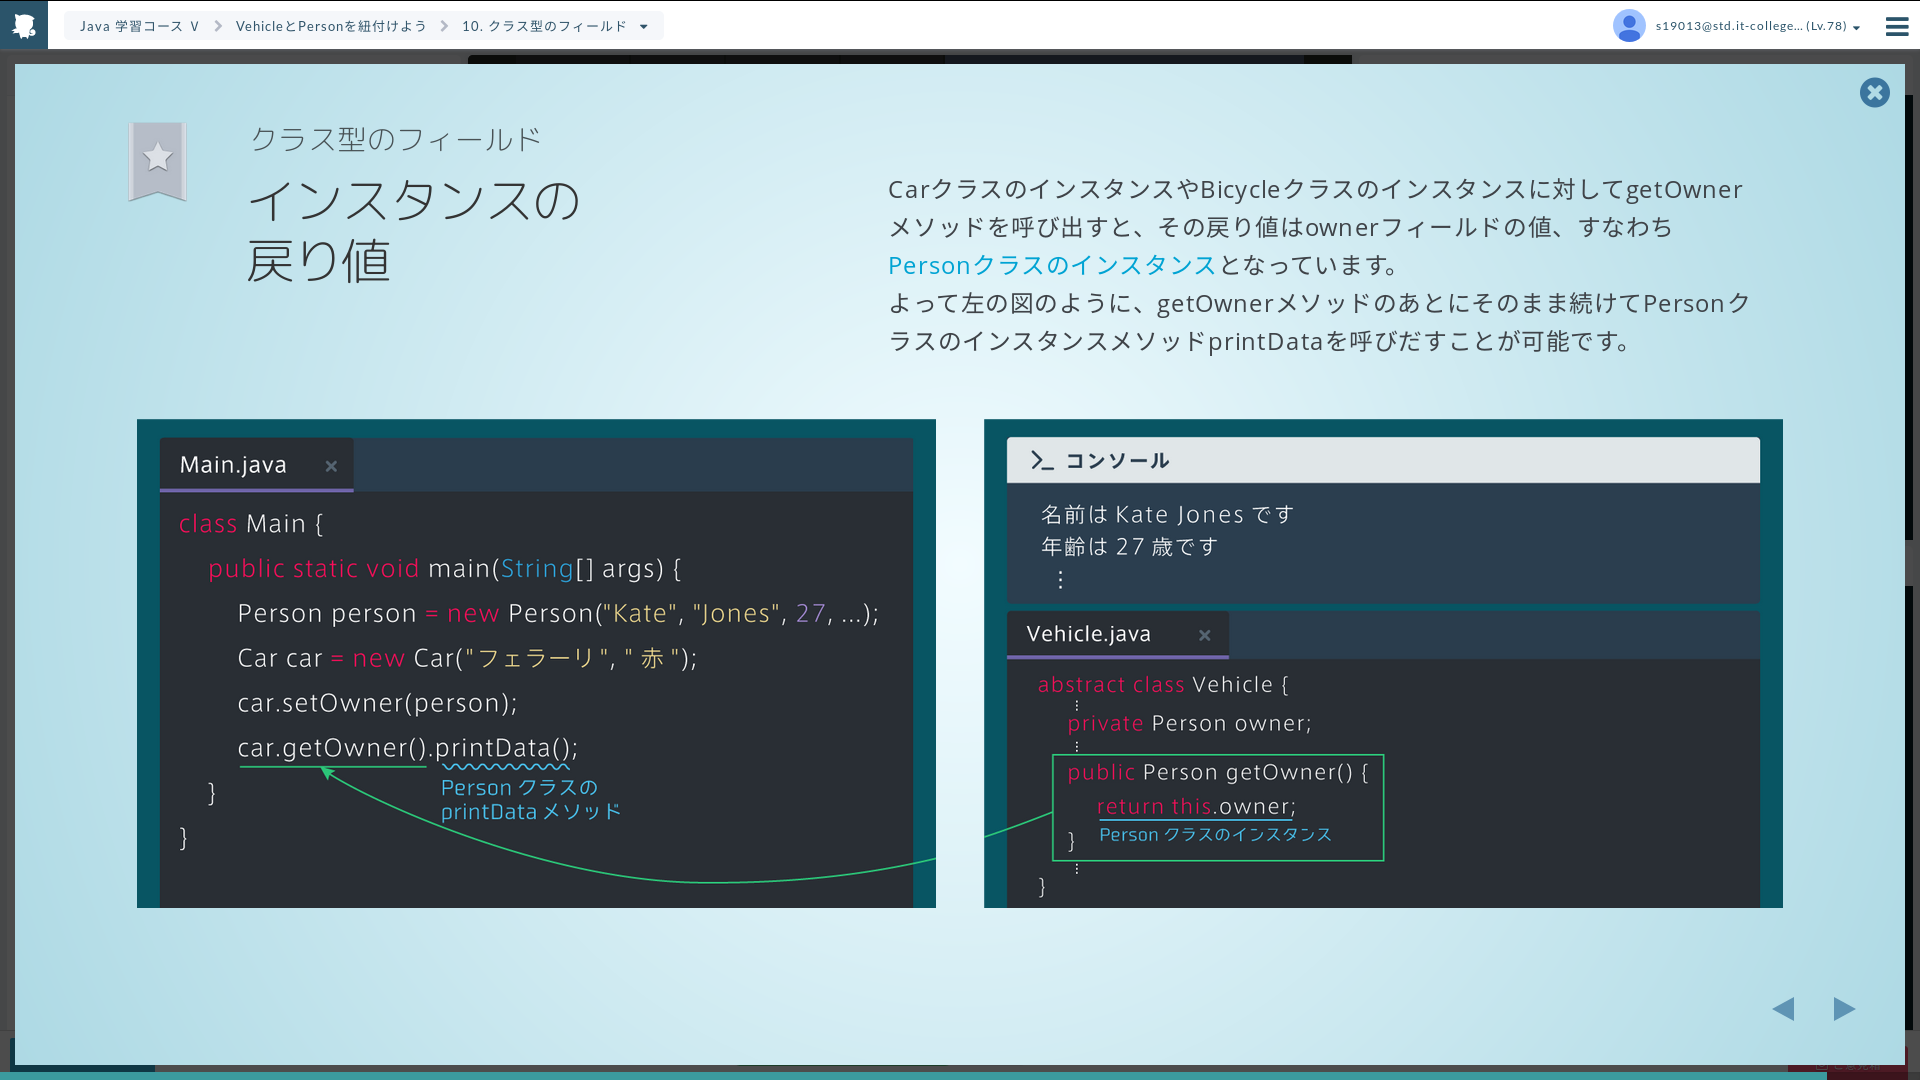 Java 学習コース Ⅴ
VehicleとPersonを紐付けよう
10. クラス型のフィールド
s19013@std.it-college... (Lv.78)
クラス型のフィールド
インスタンスの
戻り値
CarクラスのインスタンスやBicycleクラスのインスタンスに対してgetOwner
メソッドを呼び出すと、その戻り値はownerフィールドの値、すなわち
Personクラスのインスタンスとなっています。
よって左の図のように、getOwnerメソッドのあとにそのまま続けてPersonク
ラスのインスタンスメソッドprintDataを呼びだすことが可能です。
Main.java
class Main {
public static void main(String[] args) {
Person person = new Person("Kate", "Jones", 27, ...);
Car car = new Car("フェラーリ", "赤");
car.setOwner(person);
car.getOwner().printData();
Person クラスの
printData メソッド
}
}
コンソール
名前は Kate Jones です
年齢は 27 歳です
⋮
Vehicle.java
abstract class Vehicle {
⋮
private Person owner;
⋮
public Person getOwner() {
return this.owner;
Person クラスのインスタンス
}
⋮
}